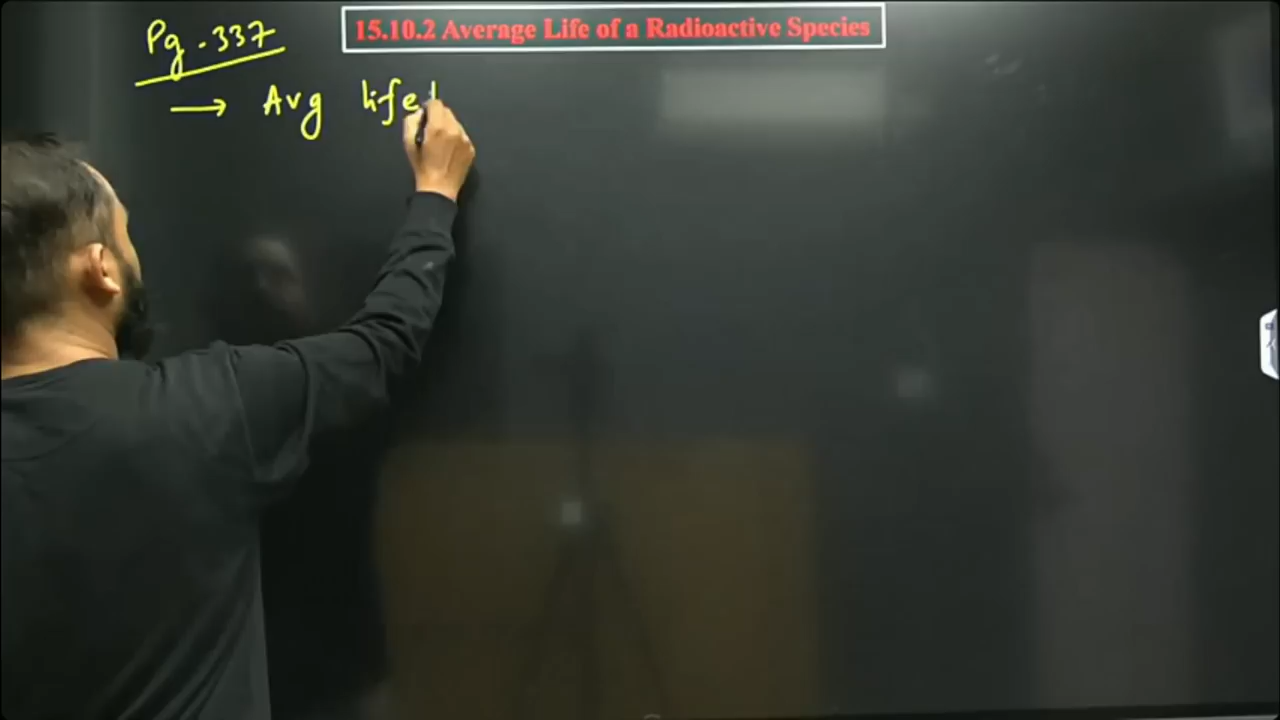 15.10.2 Average Life of a Radioactive Species
Pg. 337
→ Avg life